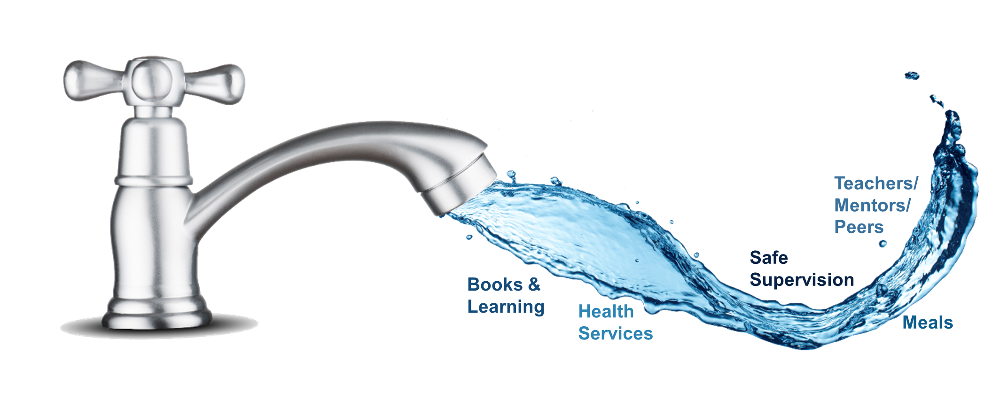 Books &
Learning
Health
Services
Safe
Supervision
Teachers/
Mentors/
Peers
Meals